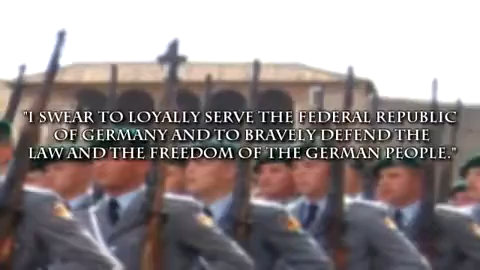 "I SWEAR TO LOYALLY SERVE THE FEDERAL REPUBLIC
OF GERMANY AND TO BRAVELY DEFEND THE
LAW AND THE FREEDOM OF THE GERMAN PEOPLE."